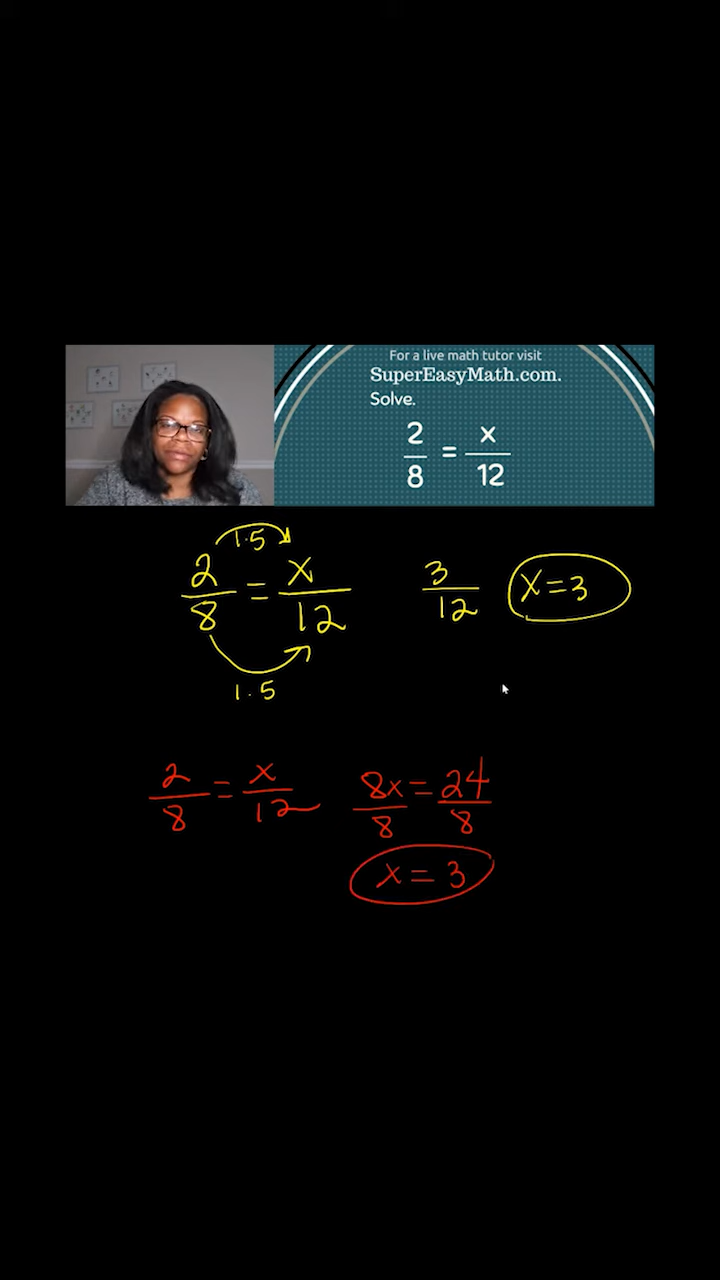 For a live math tutor visit
SuperEasyMath.com.
Solve.
2/8 = x/12
1.5
2/8 = x/12
1.5
3/12
x=3
2/8 = x/12
8x/8 = 24/8
x = 3